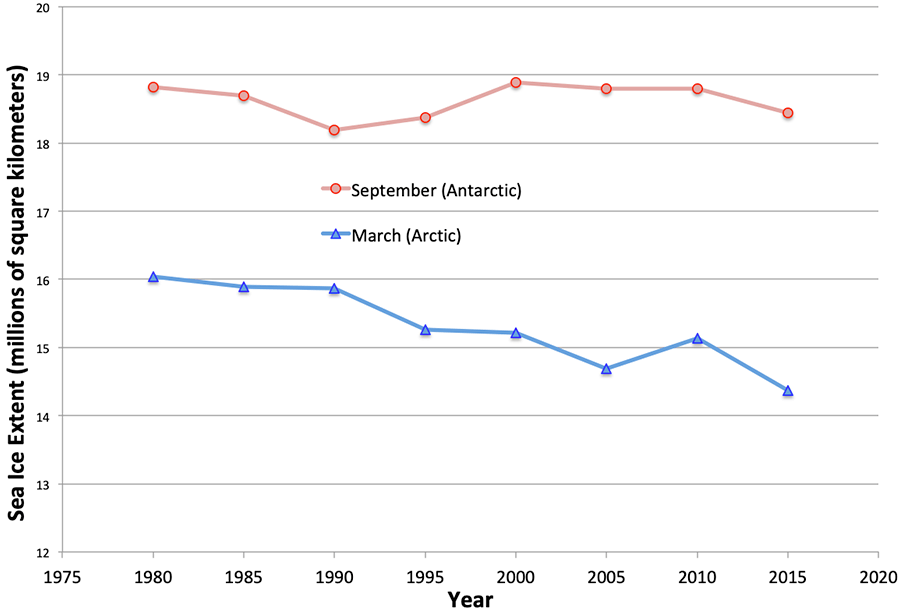 Sea Ice Extent (millions of square kilometers)
20
19
18
17
16
15
14
13
12
September (Antarctic)
March (Arctic)
1975 1980 1985 1990 1995 2000 2005 2010 2015 2020
Year